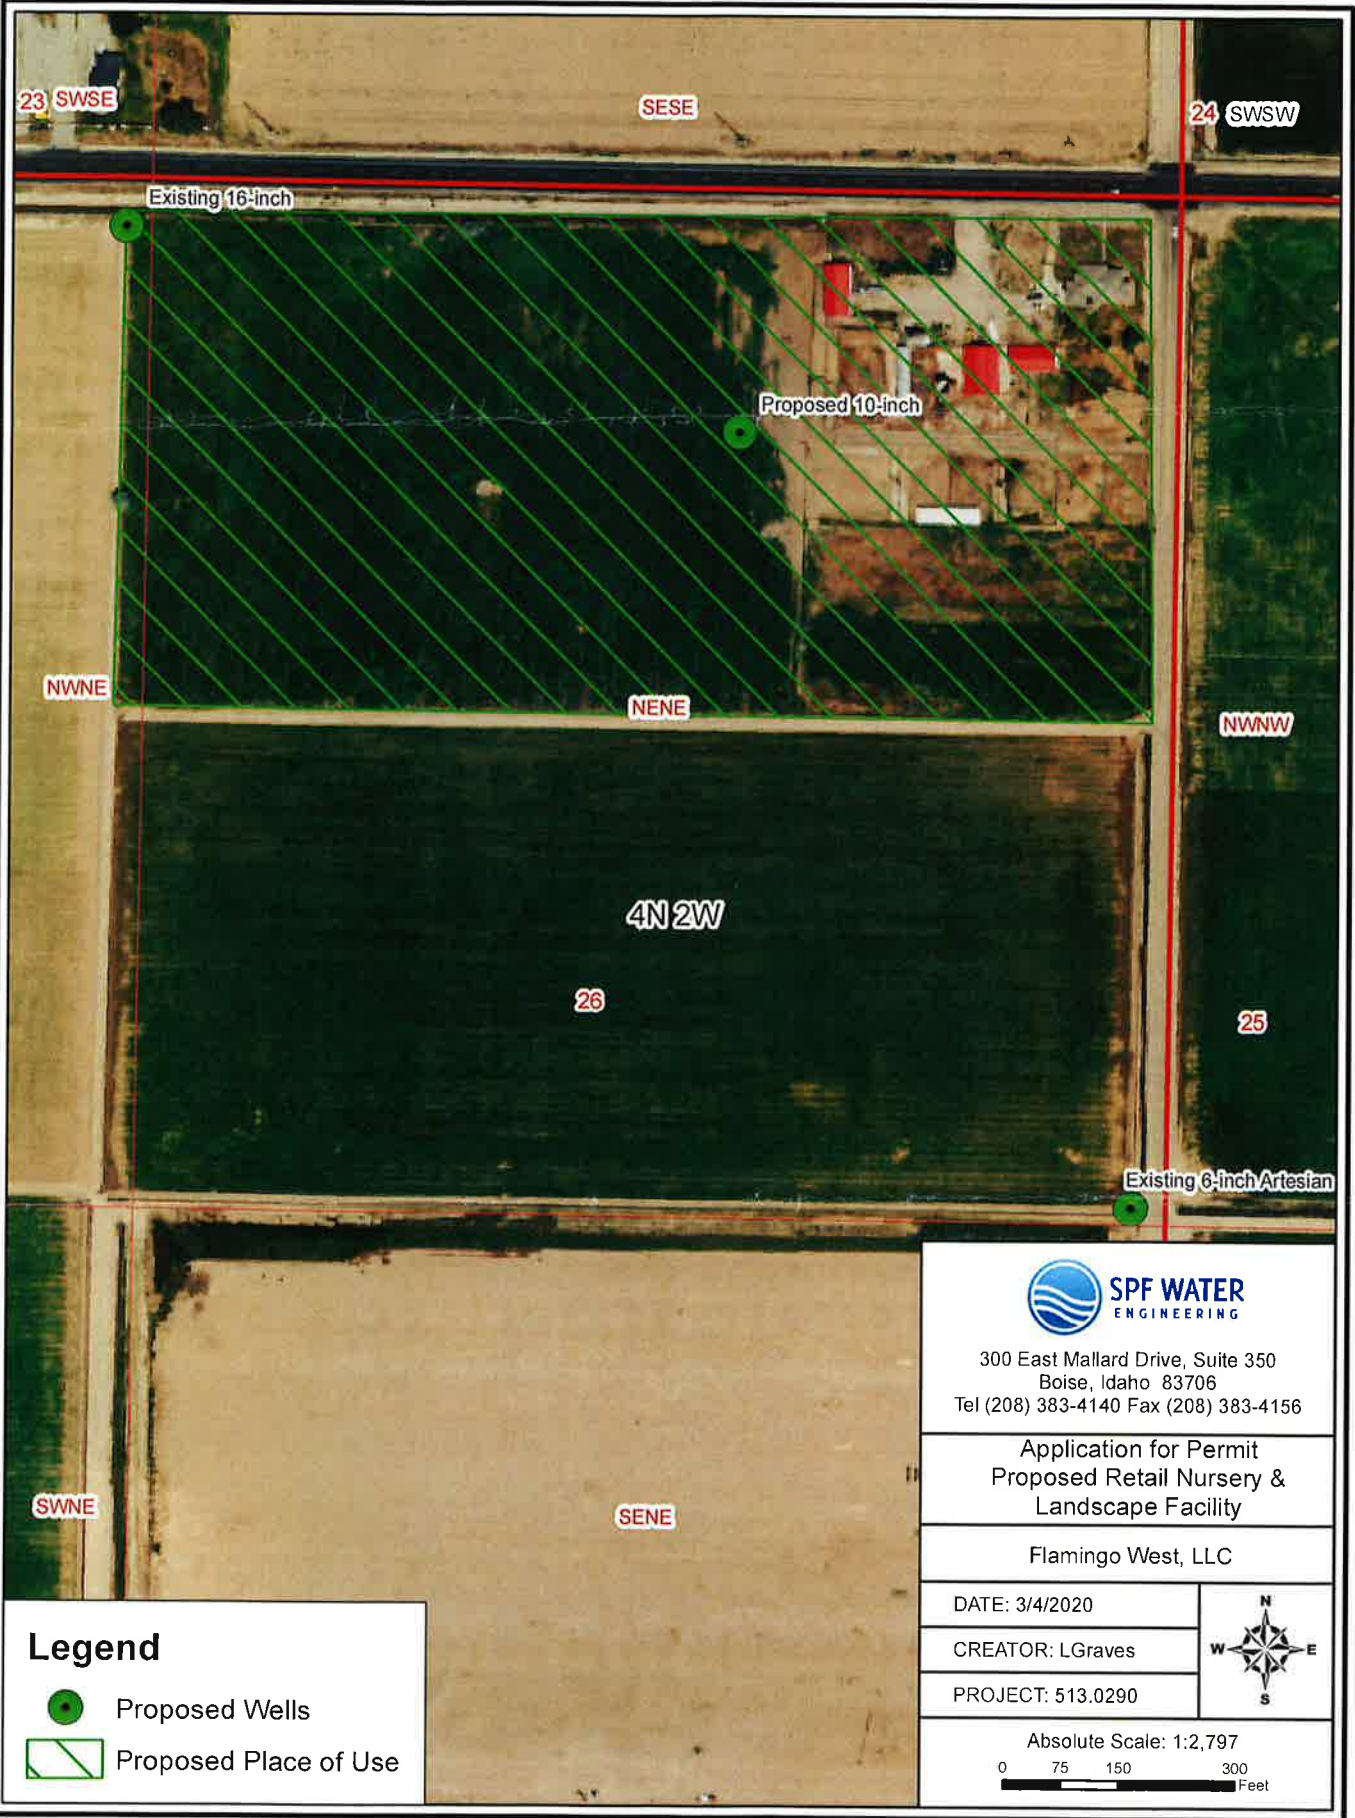 23 SWSE
SESE
24 SWSW
Existing 16-inch
Proposed 10-inch
NWNE
NENE
NWNW
4N 2W
26
25
Existing 6-inch Artesian
SWNE
SENE
SPF WATER
ENGINEERING
300 East Mallard Drive, Suite 350
Boise, Idaho 83706
Tel (208) 383-4140 Fax (208) 383-4156
Application for Permit
Proposed Retail Nursery &
Landscape Facility
Flamingo West, LLC
DATE: 3/4/2020
CREATOR: LGraves
PROJECT: 513.0290
N
W E
S
Absolute Scale: 1:2,797
0 75 150 300
Feet
Legend
Proposed Wells
Proposed Place of Use